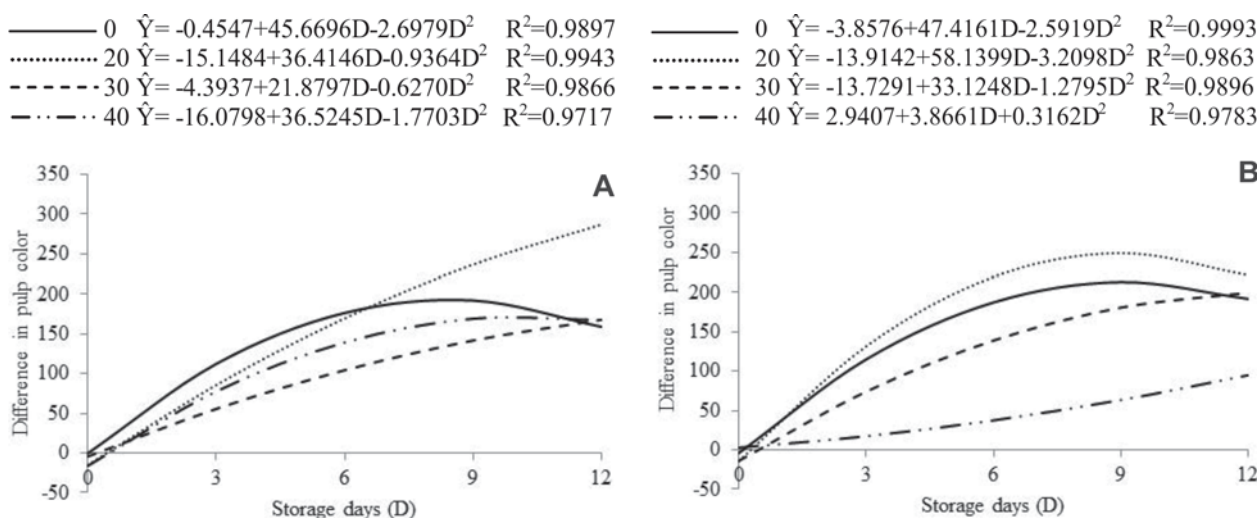 0 Ŷ= -0.4547+45.6696D-2.6979D² R²=0.9897
20 Ŷ= -15.1484+36.4146D-0.9364D² R²=0.9943
30 Ŷ= -4.3937+21.8797D-0.6270D² R²=0.9866
40 Ŷ= -16.0798+36.5245D-1.7703D² R²=0.9717
0 Ŷ= -3.8576+47.4161D-2.5919D² R²=0.9993
20 Ŷ= -13.9142+58.1399D-3.2098D² R²=0.9863
30 Ŷ= -13.7291+33.1248D-1.2795D² R²=0.9896
40 Ŷ= 2.9407+3.8661D+0.3162D² R²=0.9783
A
Difference in pulp color
350
300
250
200
150
100
50
0
-50
0 3 6 9 12
Storage days (D)
B
Difference in pulp color
350
300
250
200
150
100
50
0
-50
0 3 6 9 12
Storage days (D)